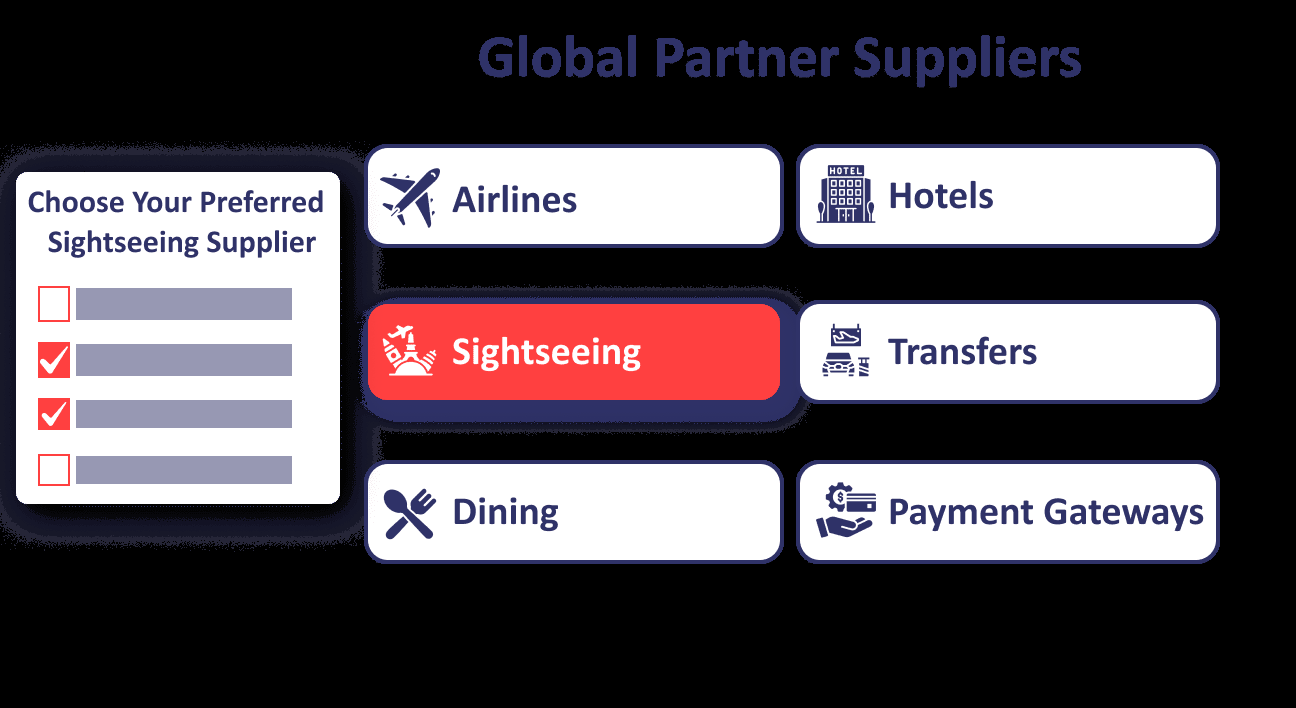 Global Partner Suppliers
Choose Your Preferred
Sightseeing Supplier
Airlines
HOTEL
Hotels
Sightseeing
Transfers
Dining
$
Payment Gateways